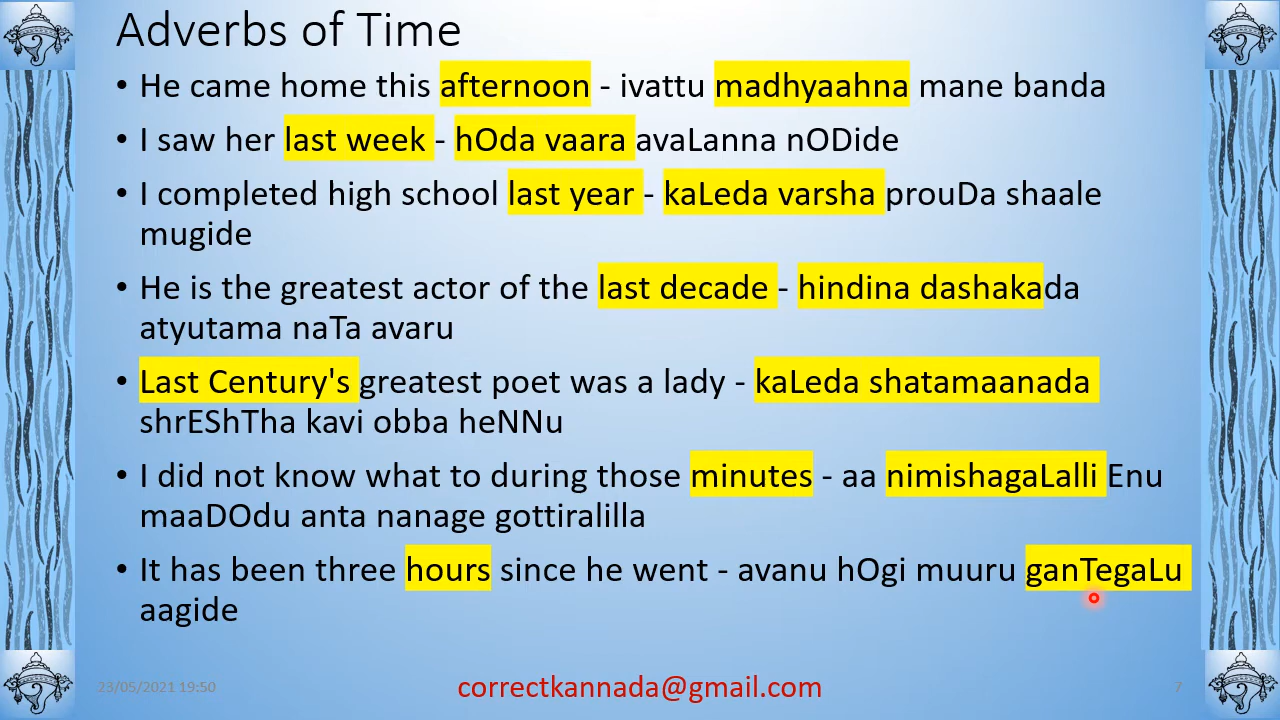 Adverbs of Time
• He came home this afternoon - ivattu madhyaahna mane banda
• I saw her last week - hOda vaara avaLanna nODide
• I completed high school last year - kaLeda varsha prouDa shaale
mugide
• He is the greatest actor of the last decade - hindina dashakada
atyutama naTa avaru
• Last Century's greatest poet was a lady - kaLeda shatamaanada
shrEShTha kavi obba heNNu
• I did not know what to during those minutes - aa nimishagaLalli Enu
maaDOdu anta nanage gottiralilla
• It has been three hours since he went - avanu hOgi muuru ganTegaLu
aagide
23/05/2021 19:50 correctkannada@gmail.com 7